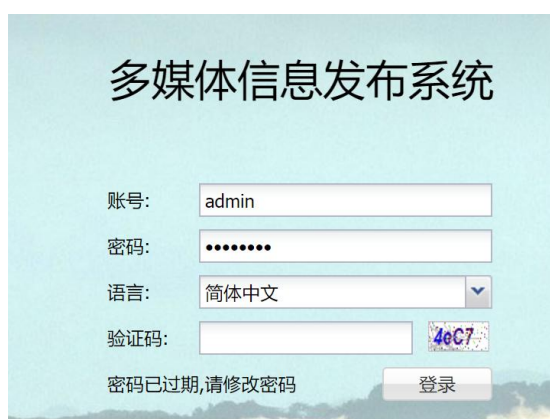 多媒体信息发布系统
账号: admin
密码: ••••••••
语言: 简体中文
验证码: 4eC7
密码已过期,请修改密码 登录